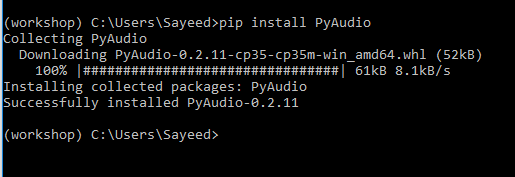 (workshop) C:\Users\Sayeed>pip install PyAudio
Collecting PyAudio
  Downloading PyAudio-0.2.11-cp35-cp35m-win_amd64.whl (52kB)
    100% |################################| 61kB 8.1kB/s
Installing collected packages: PyAudio
Successfully installed PyAudio-0.2.11
(workshop) C:\Users\Sayeed>